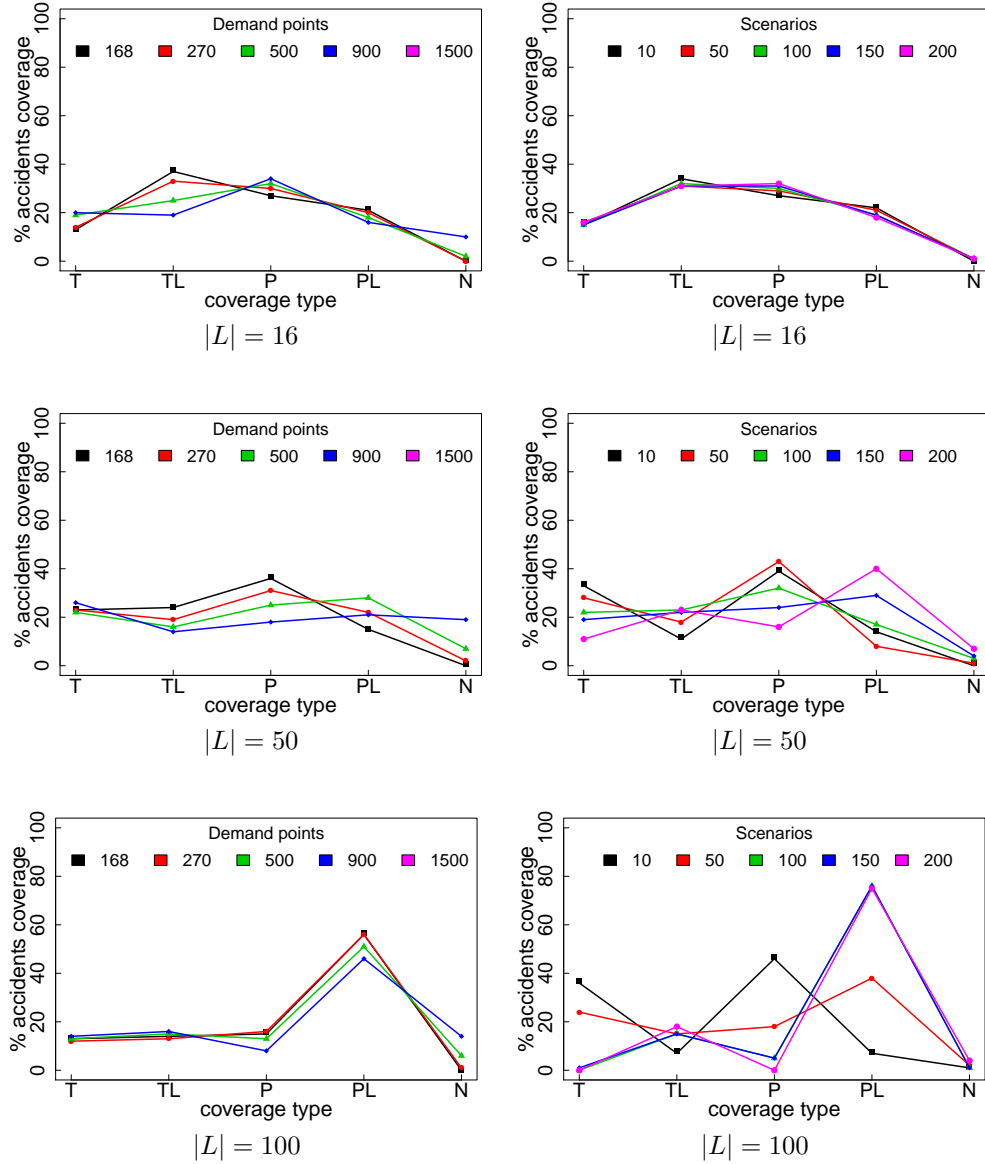 Demand points
168 270 500 900 1500
% accidents coverage
0 20 40 60 80 100
T TL P PL N
coverage type
|L| = 16
Scenarios
10 50 100 150 200
% accidents coverage
0 20 40 60 80 100
T TL P PL N
coverage type
|L| = 16
Demand points
168 270 500 900 1500
% accidents coverage
0 20 40 60 80 100
T TL P PL N
coverage type
|L| = 50
Scenarios
10 50 100 150 200
% accidents coverage
0 20 40 60 80 100
T TL P PL N
coverage type
|L| = 50
Demand points
168 270 500 900 1500
% accidents coverage
0 20 40 60 80 100
T TL P PL N
coverage type
|L| = 100
Scenarios
10 50 100 150 200
% accidents coverage
0 20 40 60 80 100
T TL P PL N
coverage type
|L| = 100